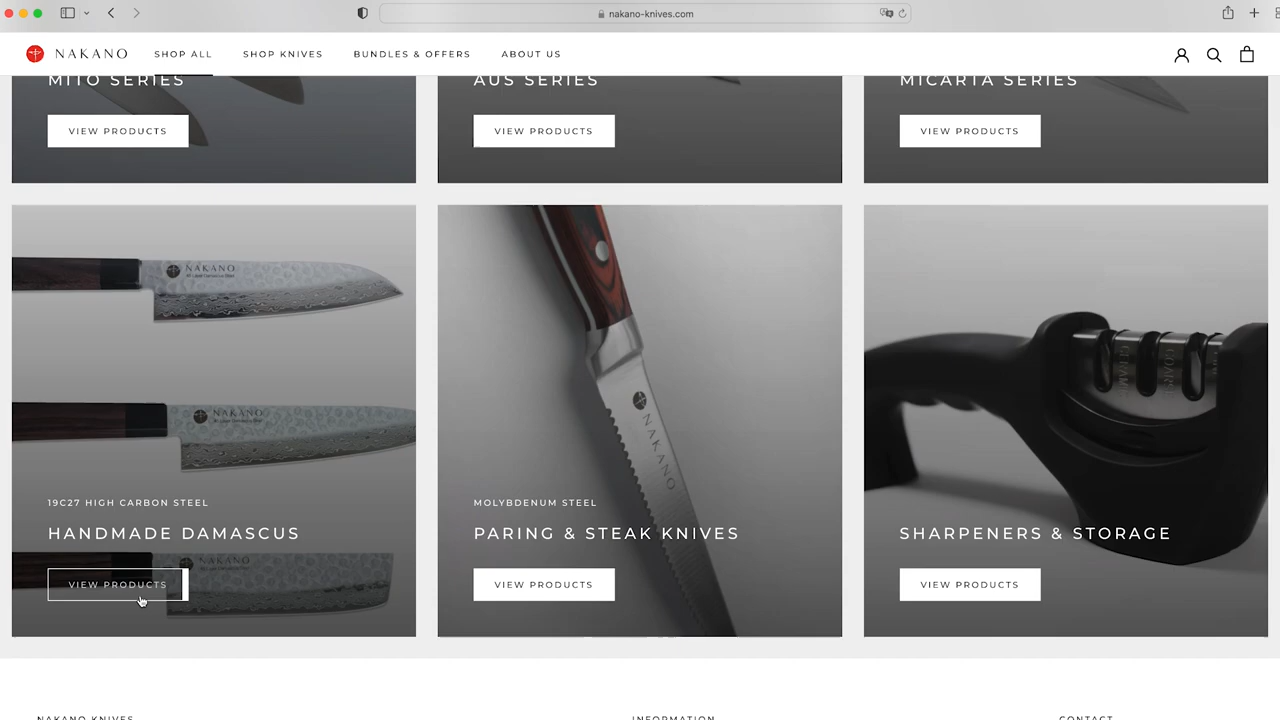 nakano-knives.com
NAKANO
SHOP ALL
SHOP KNIVES
BUNDLES & OFFERS
ABOUT US
MITO SERIES
VIEW PRODUCTS
AUS SERIES
VIEW PRODUCTS
MICARTA SERIES
VIEW PRODUCTS
NAKANO
NAKANO
NAKANO
19C27 HIGH CARBON STEEL
HANDMADE DAMASCUS
VIEW PRODUCTS
NAKANO
MOLYBDENUM STEEL
PARING & STEAK KNIVES
VIEW PRODUCTS
SHARPENERS & STORAGE
VIEW PRODUCTS
NAKANO KNIVES
INFORMATION
CONTACT